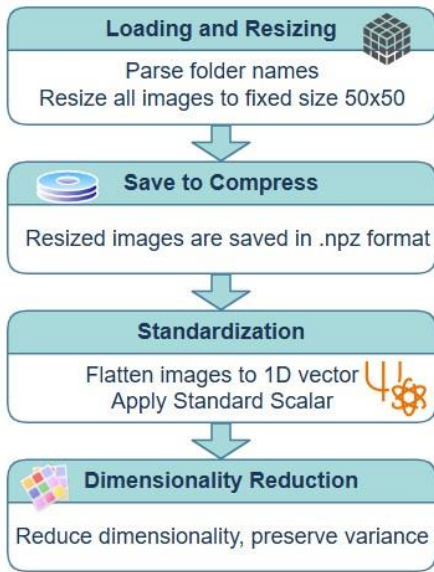 Loading and Resizing
Parse folder names
Resize all images to fixed size 50x50
Save to Compress
Resized images are saved in .npz format
Standardization
Flatten images to 1D vector
Apply Standard Scalar
Dimensionality Reduction
Reduce dimensionality, preserve variance